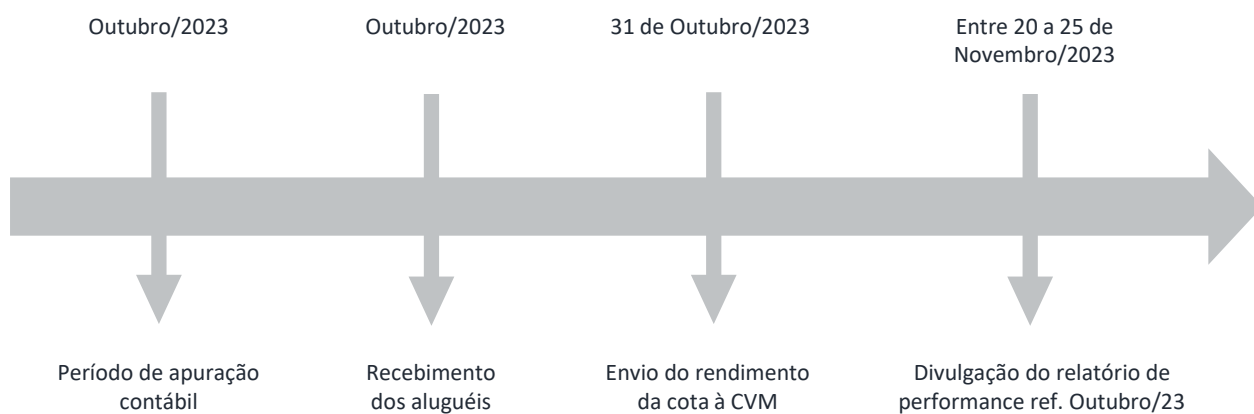 Outubro/2023
Outubro/2023
31 de Outubro/2023
Entre 20 a 25 de
Novembro/2023
Período de apuração
contábil
Recebimento
dos aluguéis
Envio do rendimento
da cota à CVM
Divulgação do relatório de
performance ref. Outubro/23